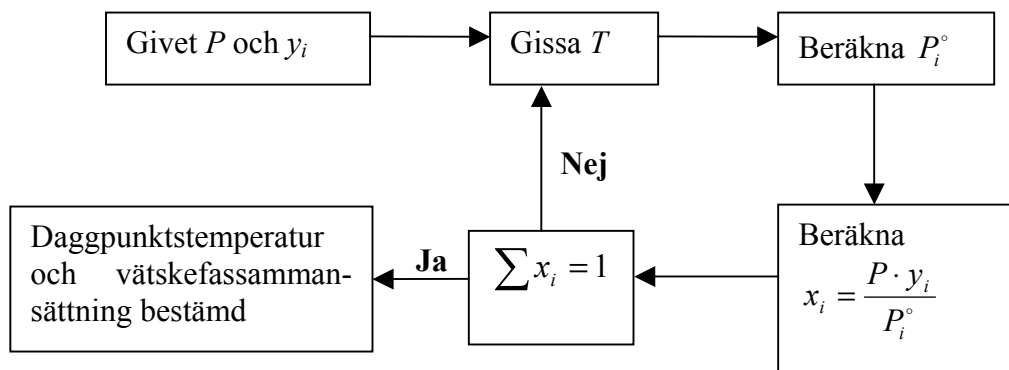 Givet P och yᵢ
Gissa T
Beräkna Pᵢ°
Nej
Beräkna
xᵢ = P · yᵢ / Pᵢ°
∑ xᵢ = 1
Ja
Daggpunktstemperatur
och vätskefassamman-
sättning bestämd